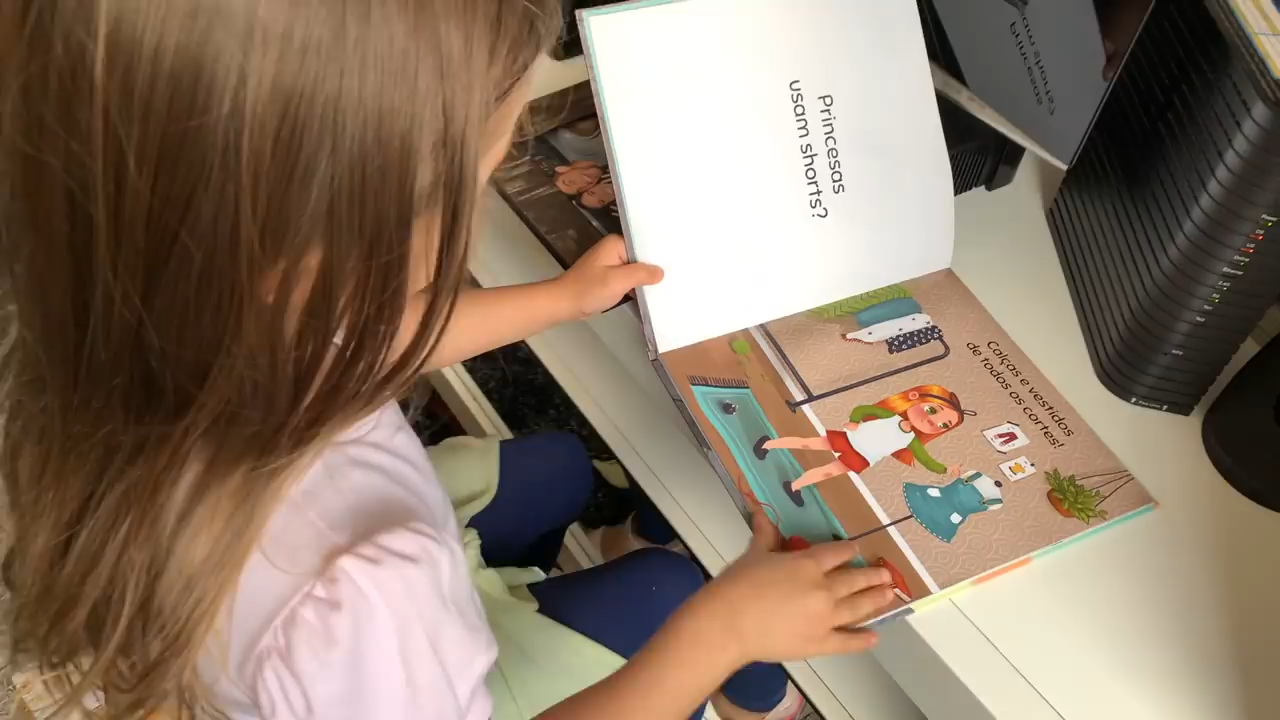 Princesas
usam shorts?
Calças e vestidos
de todos os cortes!